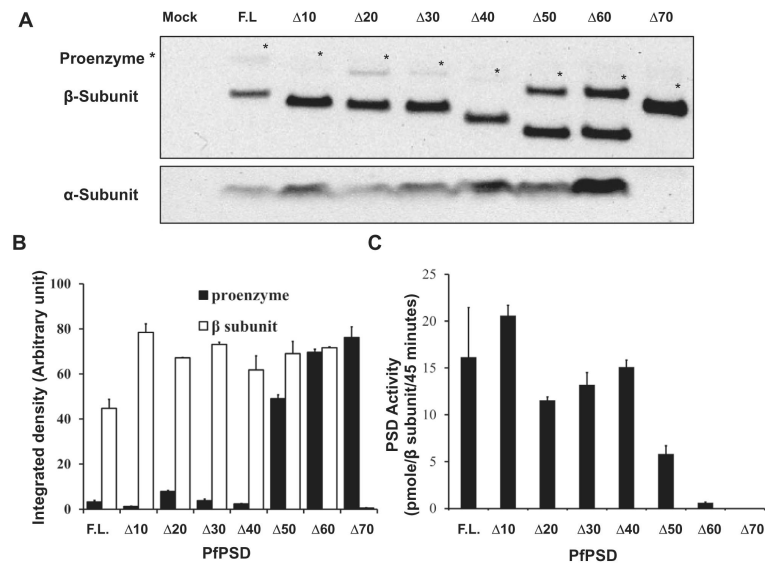 A
Mock F.L Δ10 Δ20 Δ30 Δ40 Δ50 Δ60 Δ70
Proenzyme *
* * * * * * * *
β-Subunit
α-Subunit
B
Integrated density (Arbitrary unit)
100
80
60
40
20
0
proenzyme
β subunit
F.L. Δ10 Δ20 Δ30 Δ40 Δ50 Δ60 Δ70
PfPSD
C
PSD Activity
(pmole/β subunit/45 minutes)
25
20
15
10
5
0
F.L. Δ10 Δ20 Δ30 Δ40 Δ50 Δ60 Δ70
PfPSD